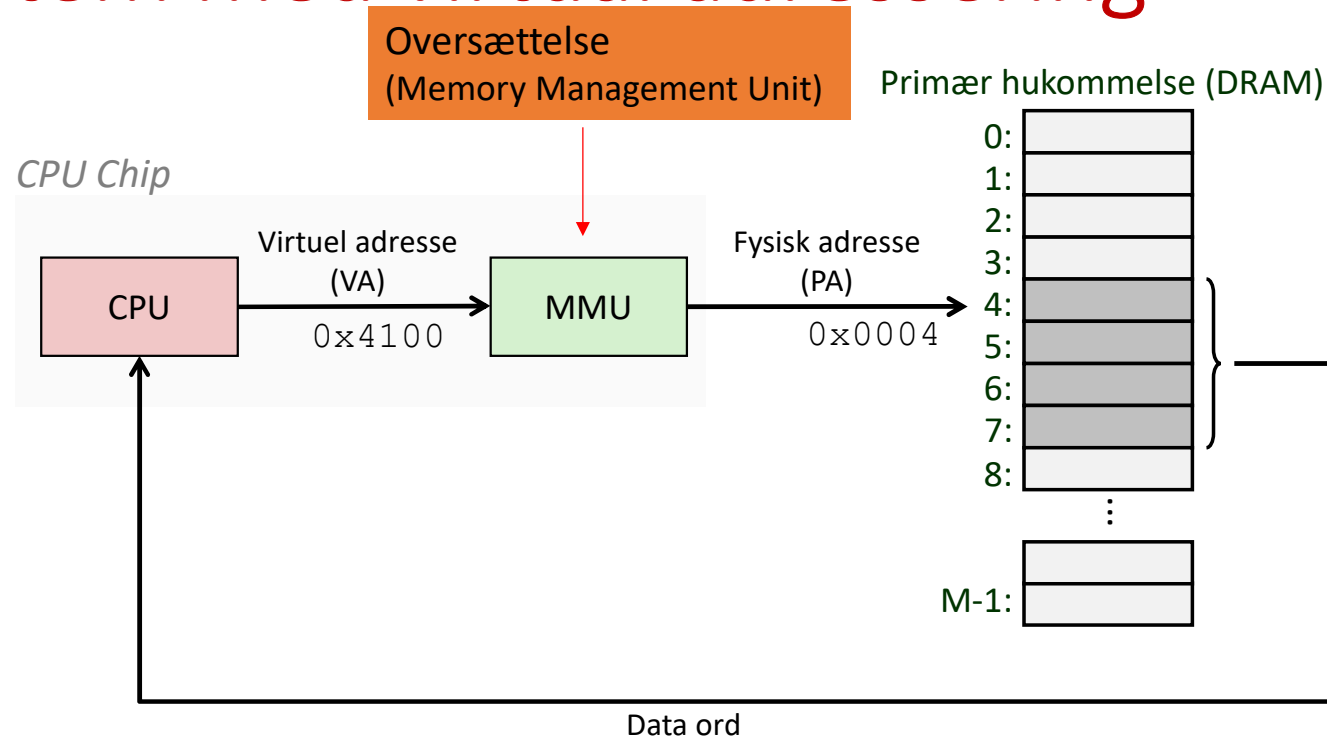 Oversættelse
(Memory Management Unit)
Primær hukommelse (DRAM)
CPU Chip
0:
1:
2:
3:
4:
5:
6:
7:
8:
⋮
M-1:
Virtuel adresse
(VA)
Fysisk adresse
(PA)
CPU
MMU
0x4100
0x0004
Data ord